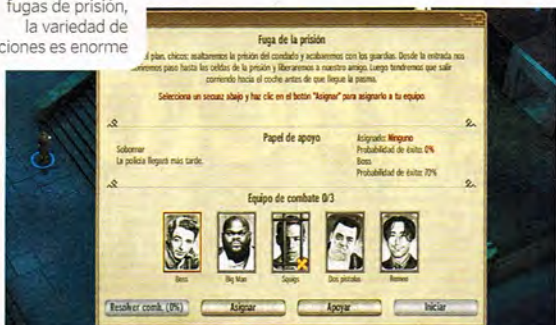 fugas de prisión,
la variedad de
ciones es enorme
Fuga de la prisión
el plan, chicos: asaltaremos la prisión del condado y acabaremos con los guardias. Desde la entrada nos
abriremos paso hasta las celdas de la prisión y liberaremos a nuestro amigo. Luego tendremos que salir
corriendo hacia el coche antes de que llegue la pasma.
Selecciona un secuaz abajo y haz clic en el botón "Asignar" para asignarlo a tu equipo.
Papel de apoyo
Sobornar
La policía llegará más tarde.
Asignado: Ninguno
Probabilidad de éxito: 0%
Boss
Probabilidad de éxito: 70%
Equipo de combate 0/3
Boss
Big Man
Squigs
Dos pistolas
Romeo
Resolver comb. (0%)
Asignar
Apoyar
Iniciar